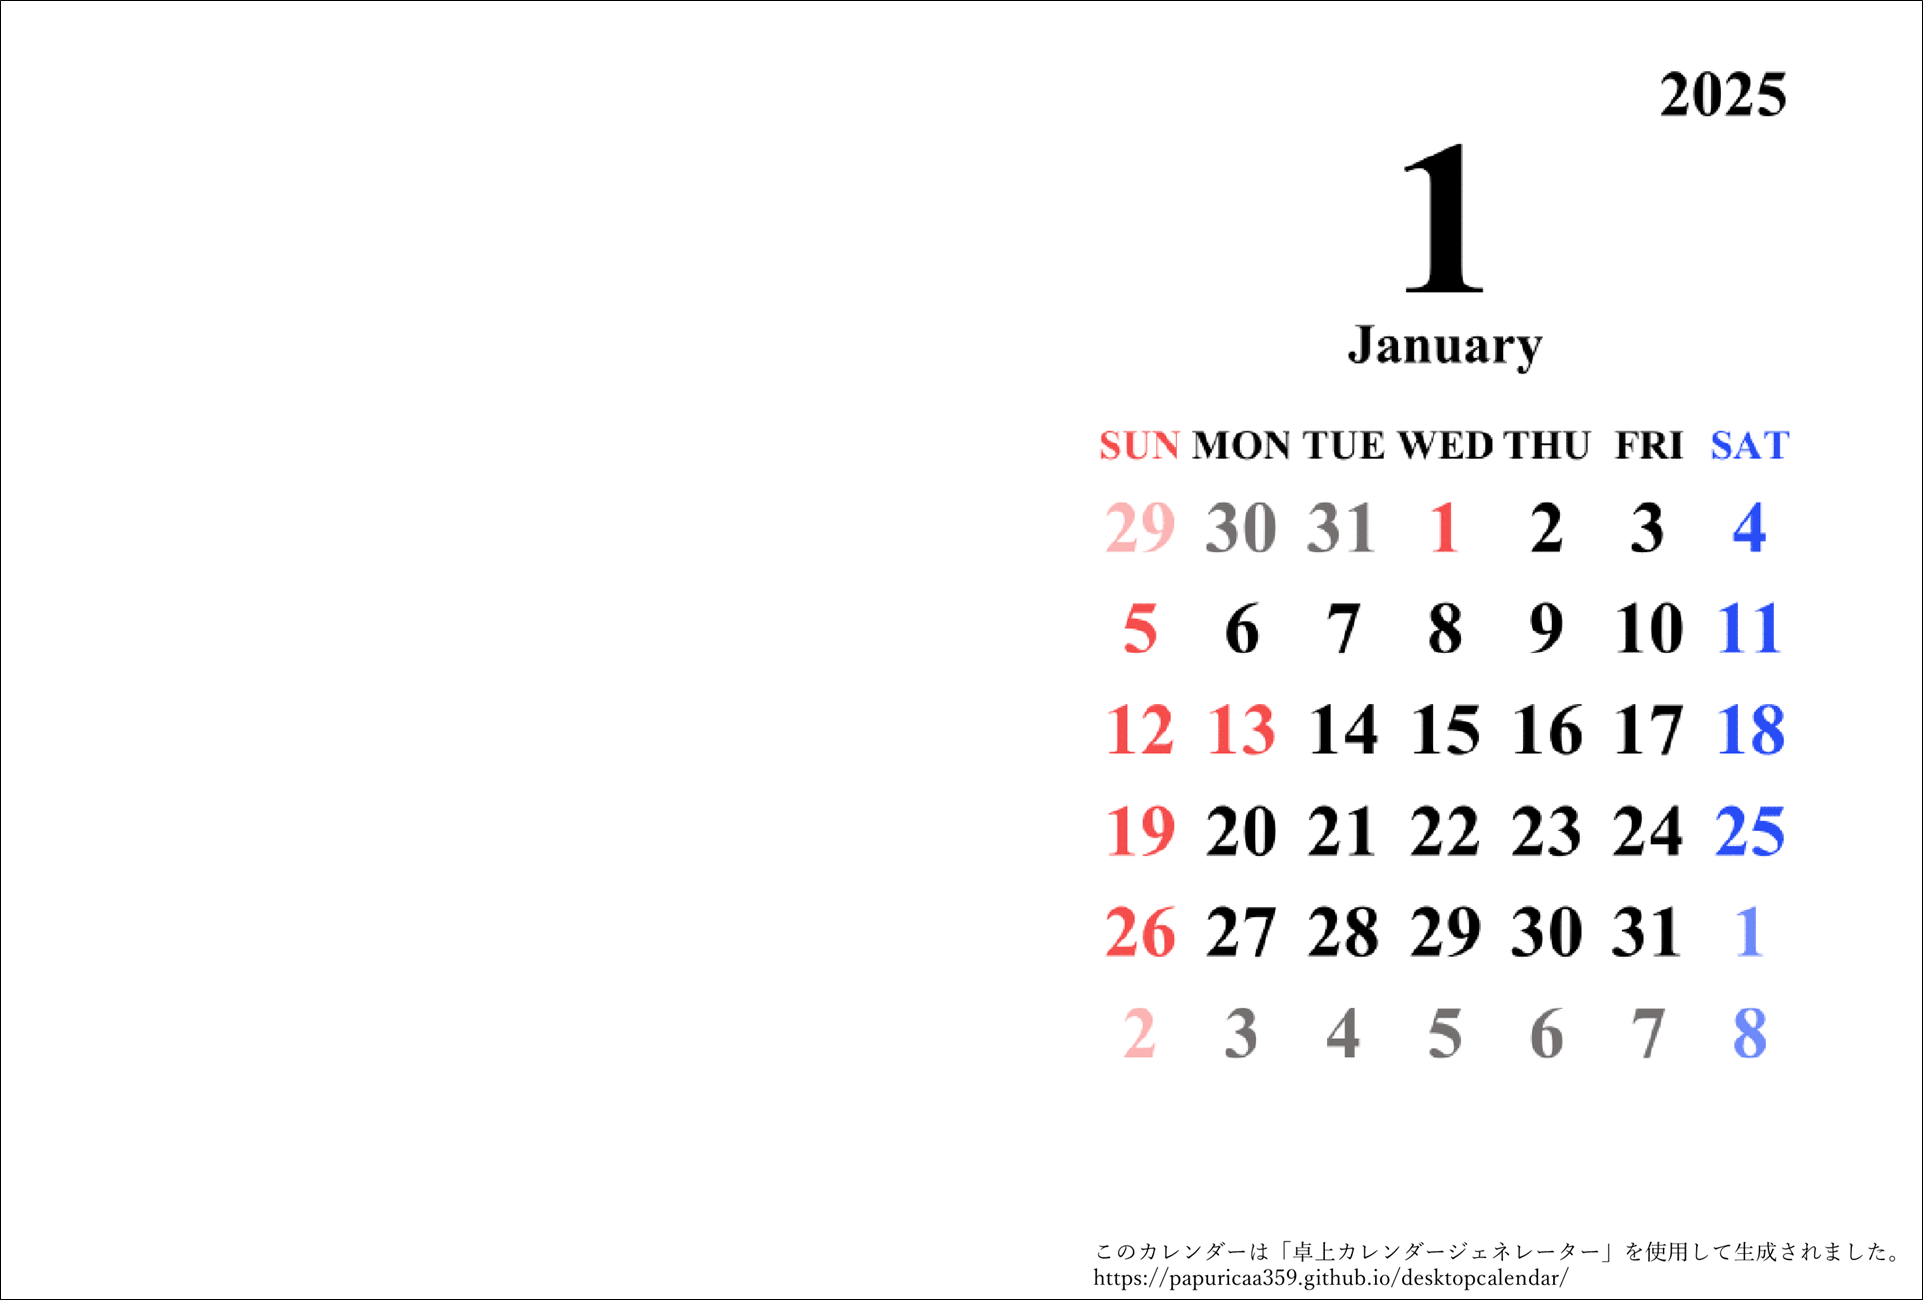 2025
1
January
SUN MON TUE WED THU FRI SAT
29 30 31 1 2 3 4
5 6 7 8 9 10 11
12 13 14 15 16 17 18
19 20 21 22 23 24 25
26 27 28 29 30 31 1
2 3 4 5 6 7 8
このカレンダーは「卓上カレンダージェネレーター」を使用して生成されました。
https://papuricaa359.github.io/desktopcalendar/